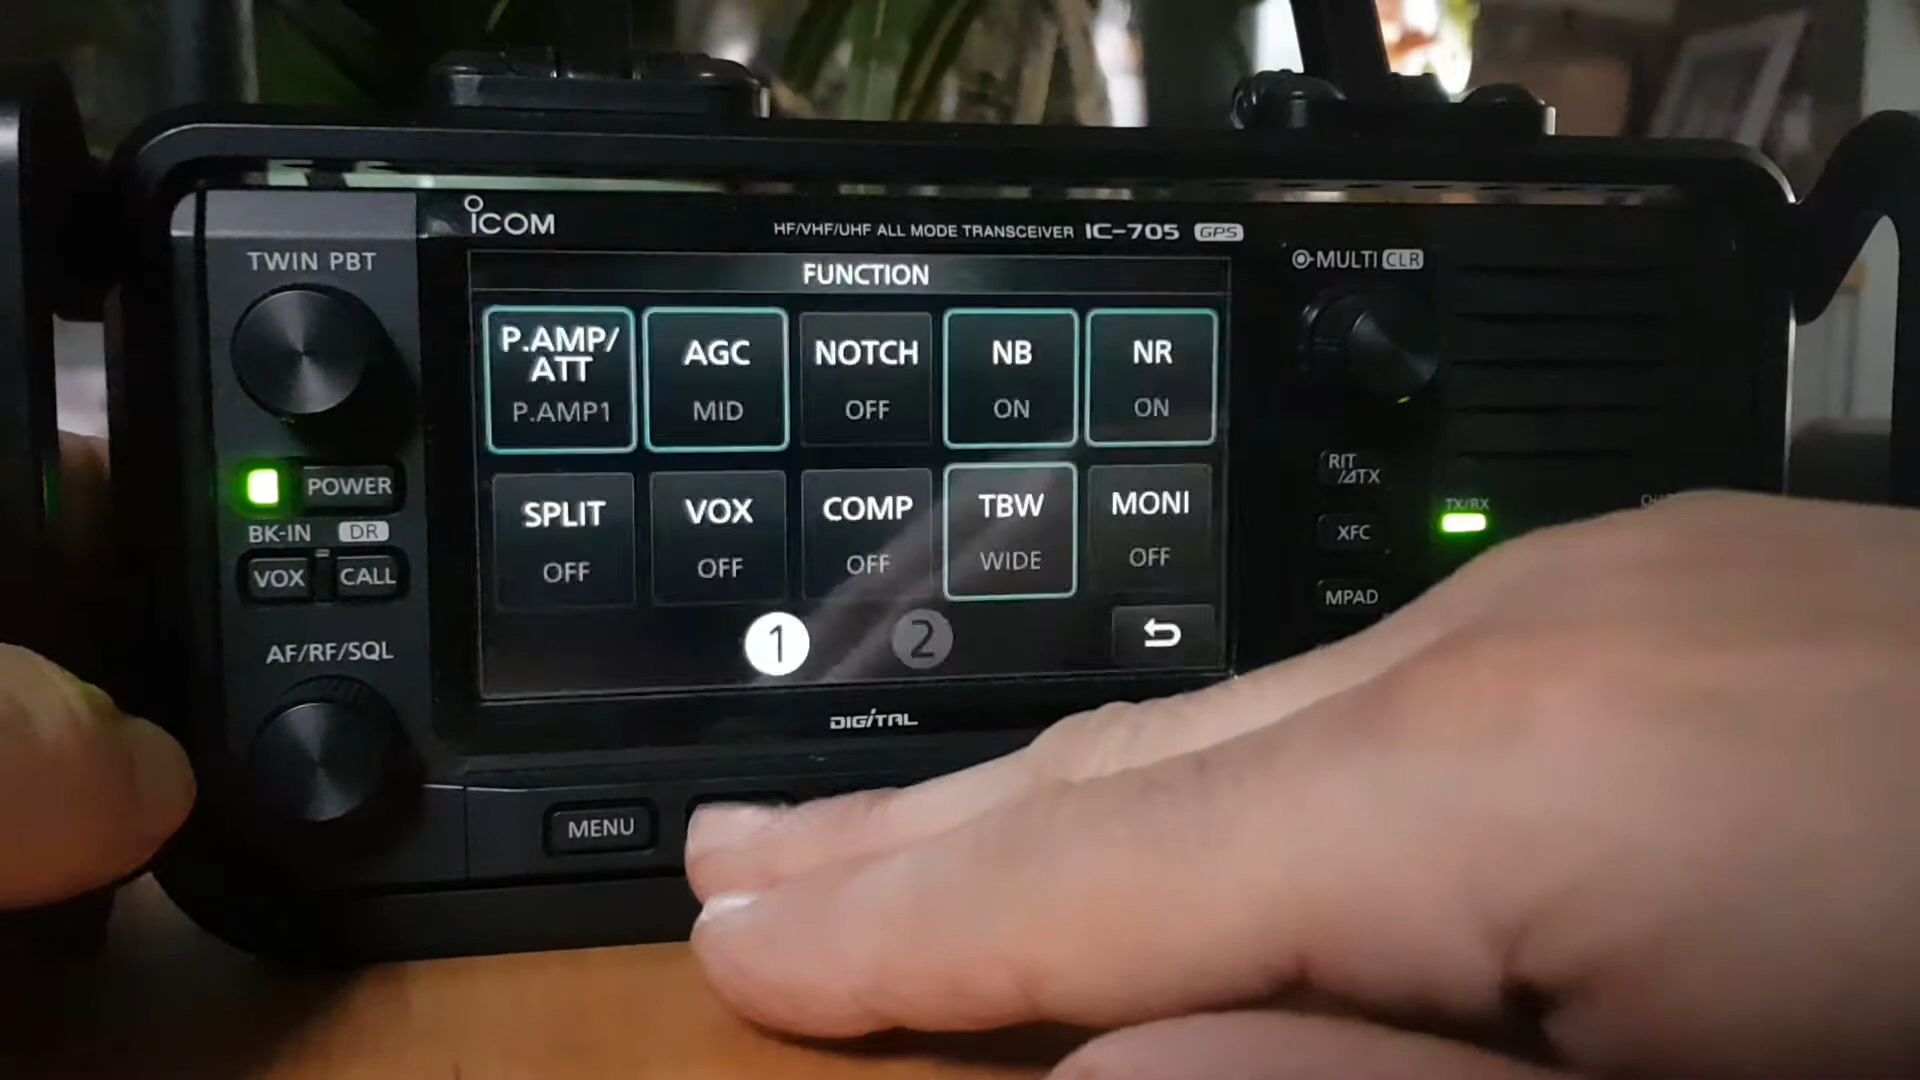 ICOM
HF/VHF/UHF ALL MODE TRANSCEIVER IC-705 GPS
TWIN PBT
MULTI CLR
FUNCTION
P.AMP/
ATT
P.AMP1
AGC
MID
NOTCH
OFF
NB
ON
NR
ON
POWER
SPLIT
OFF
VOX
OFF
COMP
OFF
TBW
WIDE
MONI
OFF
RIT
/ΔTX
TX/RX
XFC
BK-IN DR
VOX CALL
MPAD
1 2
AF/RF/SQL
DIGITAL
MENU